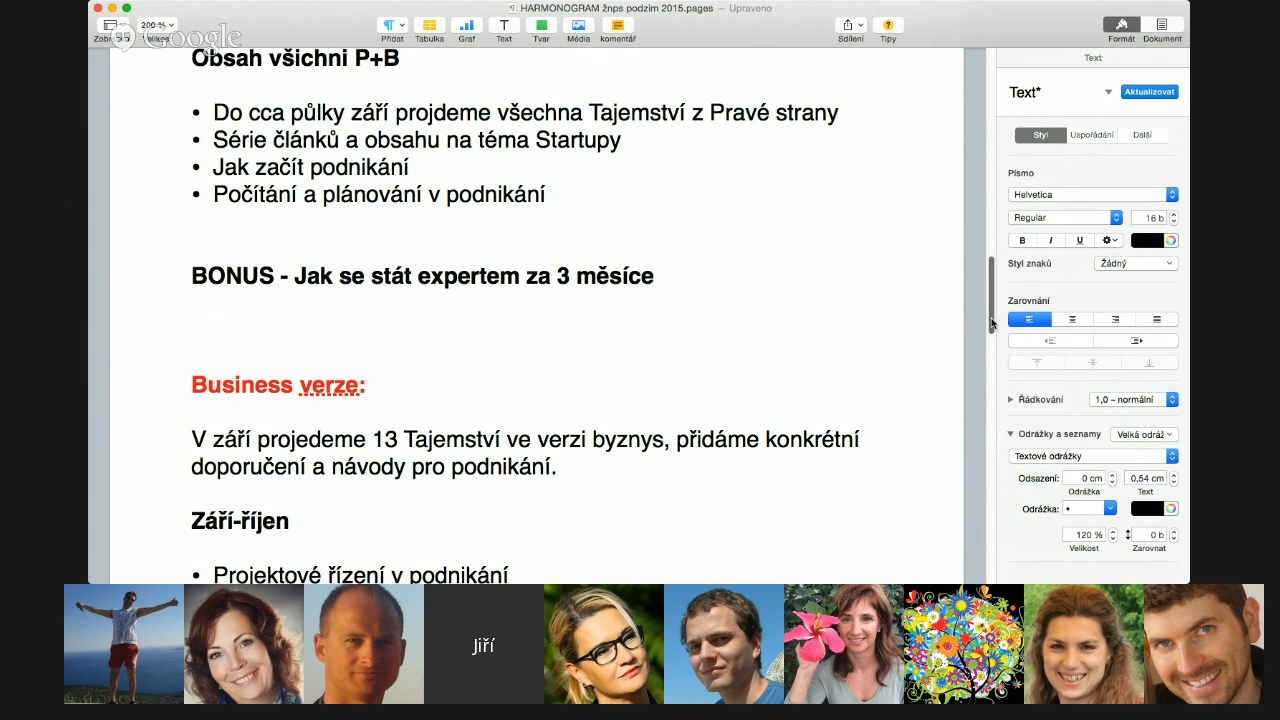 HARMONOGRAM žnps podzim 2015.pages — Upraveno
200 %
Google
Přidat Tabulka Graf Text Tvar Média komentář Sdílení Tipy Formát Dokument
Obsah všichni P+B
• Do cca půlky září projdeme všechna Tajemství z Pravé strany
• Série článků a obsahu na téma Startupy
• Jak začít podnikání
• Počítání a plánování v podnikání
BONUS - Jak se stát expertem za 3 měsíce
Business verze:
V září projedeme 13 Tajemství ve verzi byznys, přidáme konkrétní
doporučení a návody pro podnikání.
Září-říjen
• Projektové řízení v podnikání
Text
Text* Aktualizovat
Styl Uspořádání Další
Písmo
Helvetica
Regular 16 b
B I U
Styl znaků Žádný
Zarovnání
Řádkování 1,0 – normální
Odrážky a seznamy Velká odráž
Textové odrážky
Odsazení: 0 cm 0,54 cm
Odrážka Text
Odrážka: •
120 % 0 b
Velikost Zarovnat
Jiří